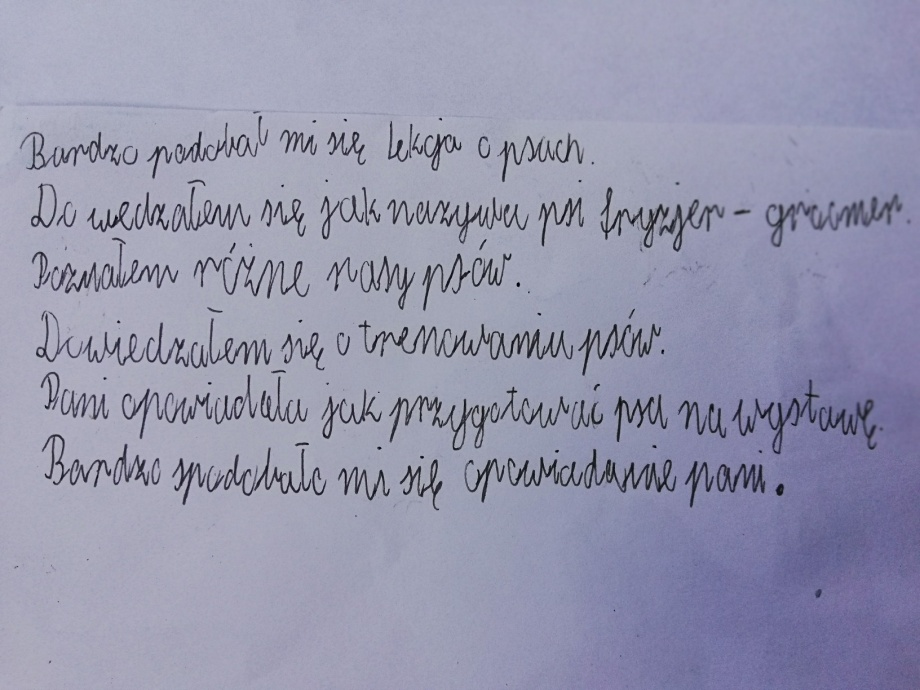 Bardzo podobał mi się lekcja o psach.
Do wedzałem się jak nazywa psi fryzjer - groomer.
Poznałem różne rasy psów.
Dowiedzałem się o trenowaniu psów.
Pani opowiadała jak przygotować psa na wystawę.
Bardzo spodobało mi się opowiadanie pani.